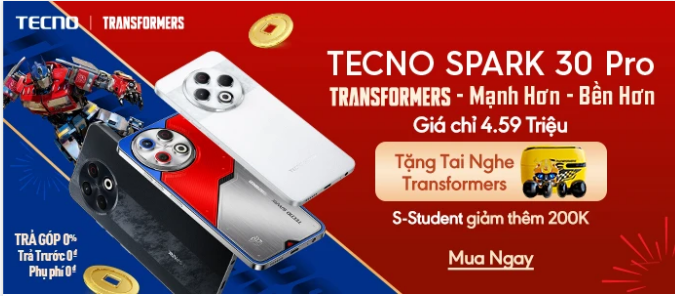 TECNO | TRANSFORMERS
TECNO SPARK 30 Pro
TRANSFORMERS - Mạnh Hơn - Bền Hơn
Giá chỉ 4.59 Triệu
Tặng Tai Nghe
Transformers
S-Student giảm thêm 200K
Mua Ngay
TRẢ GÓP 0%
Trả Trước 0đ
Phụ phí 0đ